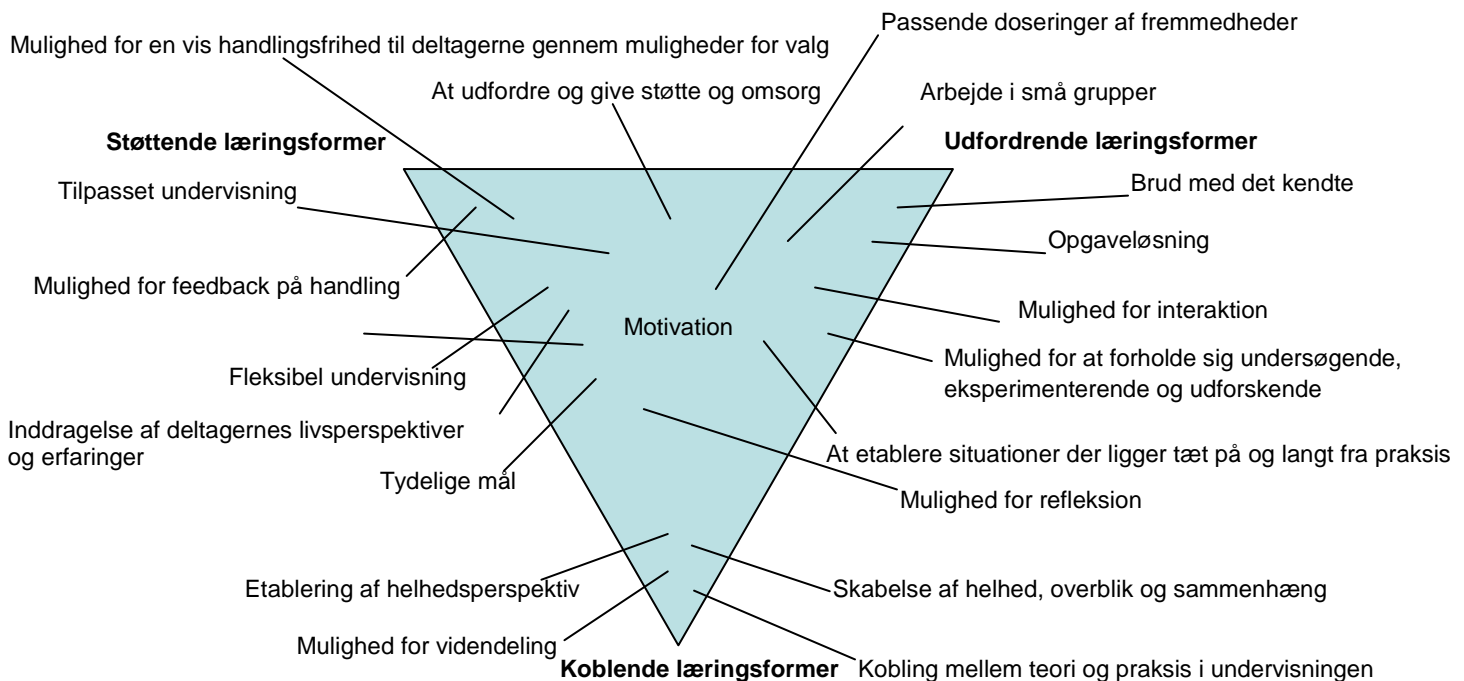 Passende doseringer af fremmedheder
Mulighed for en vis handlingsfrihed til deltagerne gennem muligheder for valg
At udfordre og give støtte og omsorg
Arbejde i små grupper
Støttende læringsformer
Udfordrende læringsformer
Tilpasset undervisning
Brud med det kendte
Opgaveløsning
Mulighed for feedback på handling
Mulighed for interaktion
Motivation
Mulighed for at forholde sig undersøgende,
eksperimenterende og udforskende
Fleksibel undervisning
Inddragelse af deltagernes livsperspektiver
og erfaringer
At etablere situationer der ligger tæt på og langt fra praksis
Tydelige mål
Mulighed for refleksion
Etablering af helhedsperspektiv
Skabelse af helhed, overblik og sammenhæng
Mulighed for videndeling
Koblende læringsformer
Kobling mellem teori og praksis i undervisningen